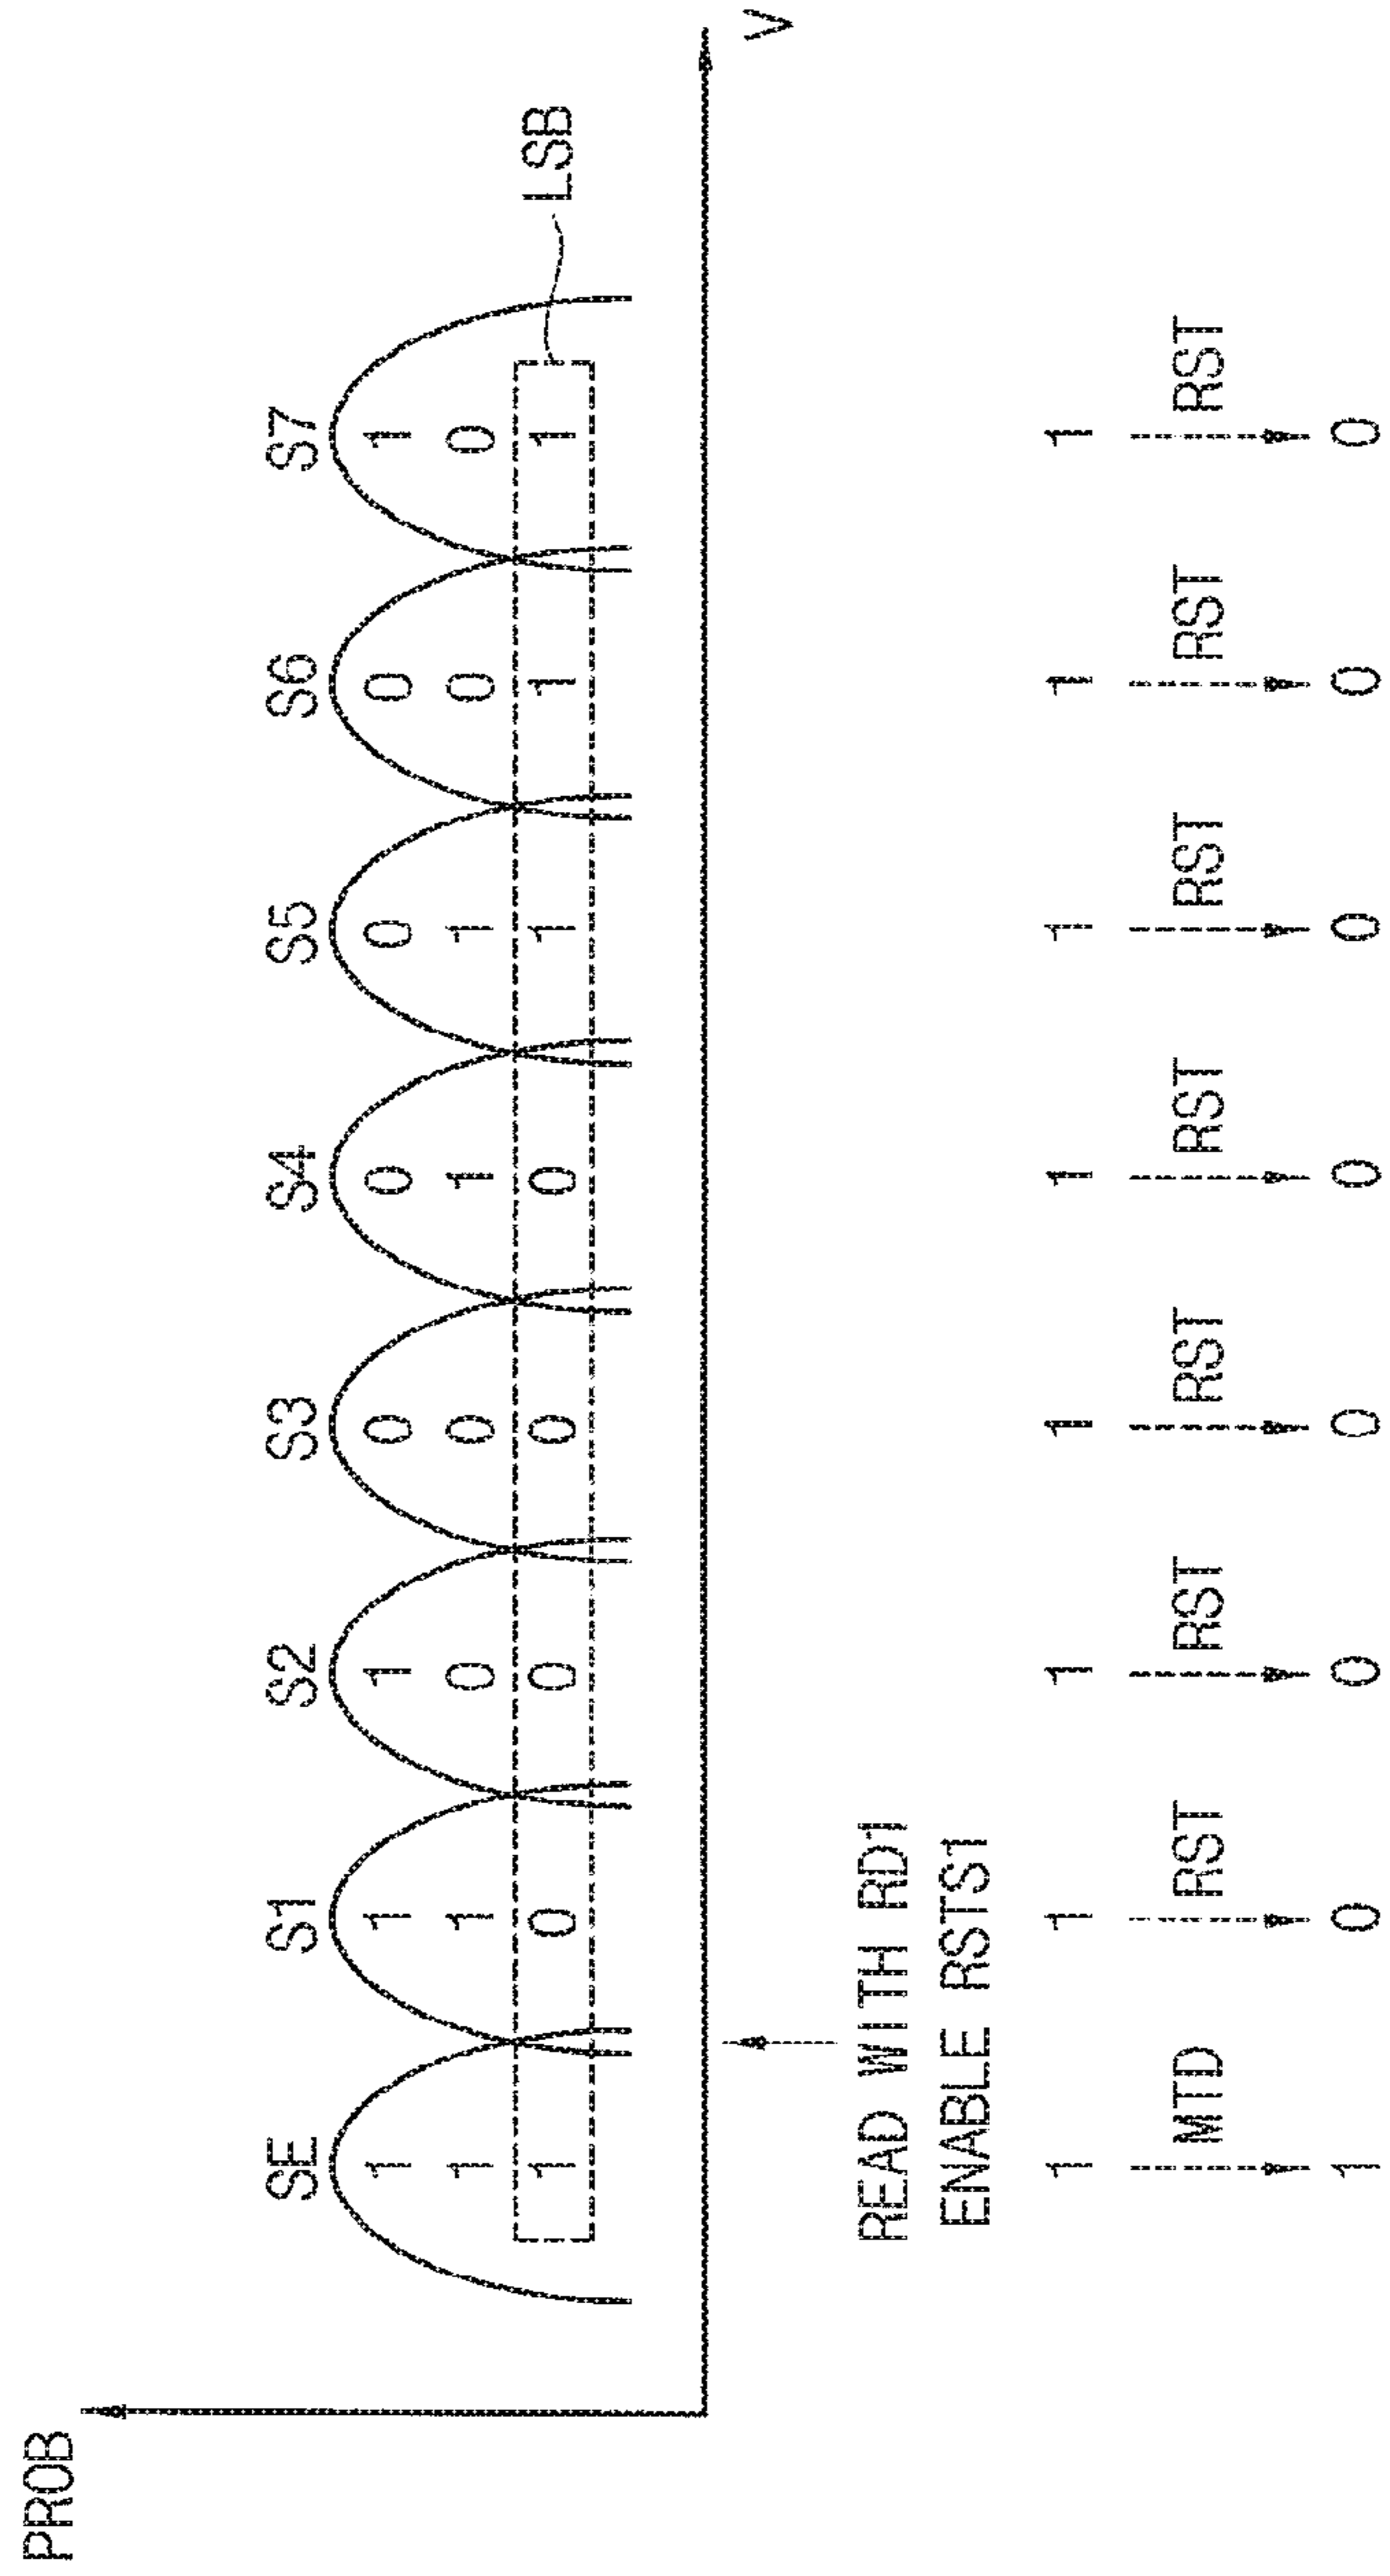 PROB
SE S1 S2 S3 S4 S5 S6 S7
1 1 1 0 0 0 0 1
1 1 0 0 1 1 0 0
1 0 0 0 0 1 1 1
LSB
V
READ WITH RD1
ENABLE RSTS1
1 1 1 1 1 1 1 1
MTD RST RST RST RST RST RST RST
1 0 0 0 0 0 0 0